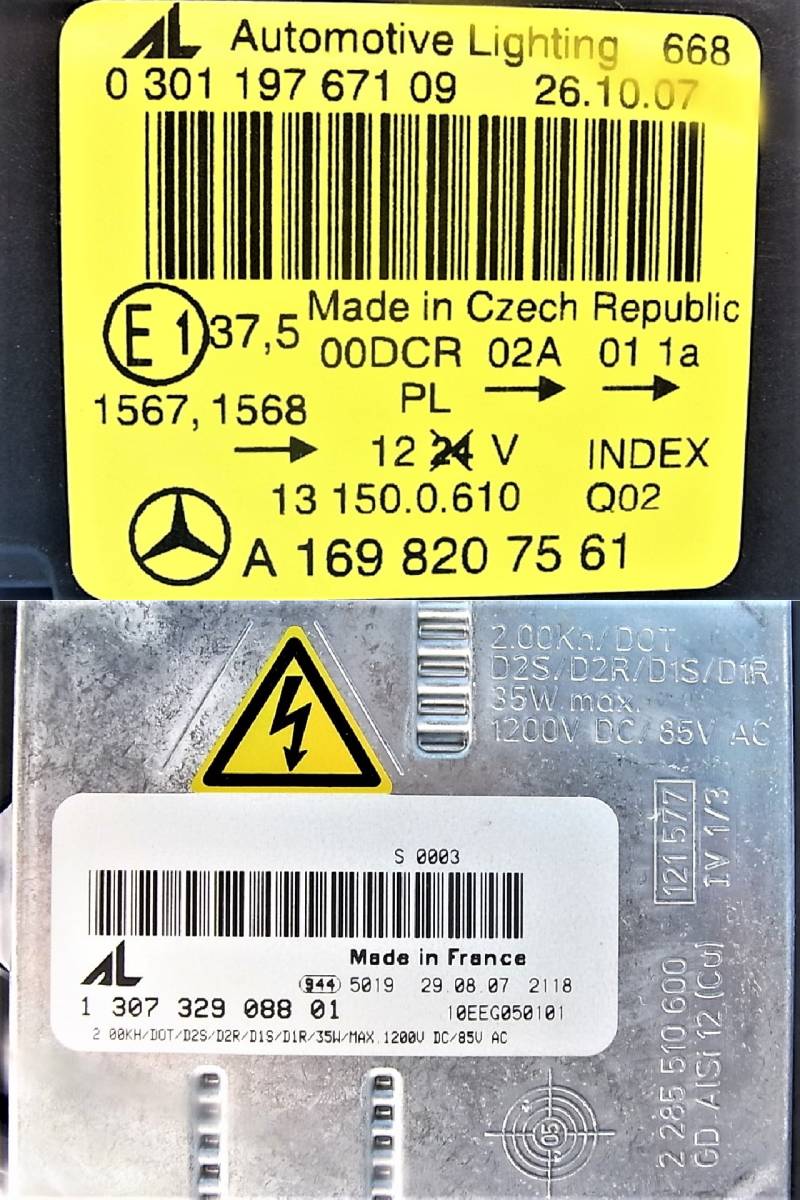 AL Automotive Lighting 668
0 301 197 671 09 26.10.07
E1 37,5 Made in Czech Republic
00DCR 02A 01 1a
1567, 1568 PL → →
→ 12 24 V INDEX
13 150.0.610 Q02
A 169 820 75 61
2.00Kh/DOT
D2S/D2R/D1S/D1R
35W max.
1200V DC/ 85V AC
121577
IV 1/3
S 0003
AL Made in France
944 5019 29.08.07 2118
1 307 329 088 01 10EEG050101
2.00KH/DOT/D2S/D2R/D1S/D1R/35W/MAX.1200V DC/85V AC
2 285 510 600
GD AlSi 12 (Cu)
05